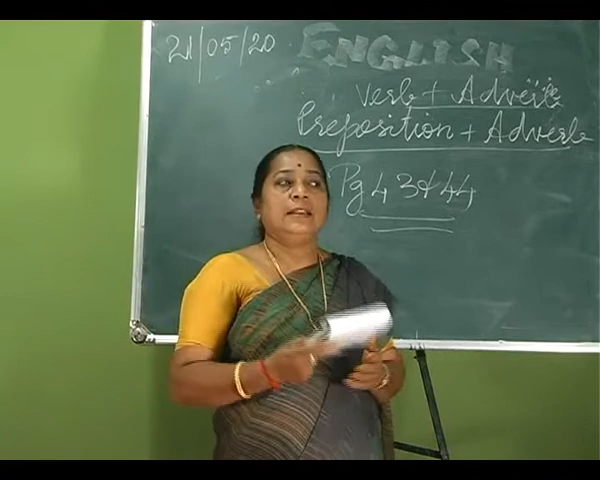 21/05/20
ENGLISH
Verb + Adverb
Preposition + Adverb
Pg 43 & 44